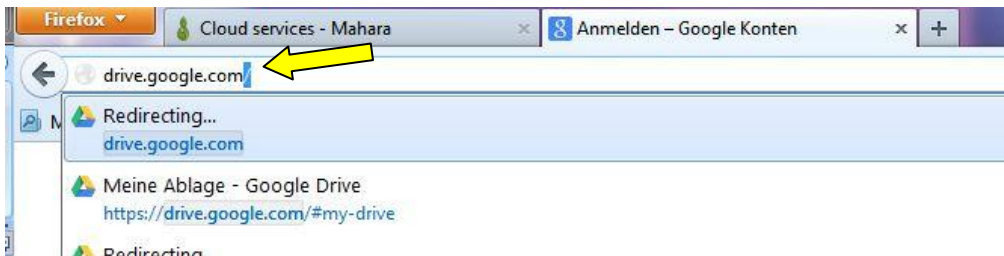 Firefox
Cloud services - Mahara
Anmelden – Google Konten
drive.google.com/
M
Redirecting...
drive.google.com
Meine Ablage - Google Drive
https://drive.google.com/#my-drive
Redirecting